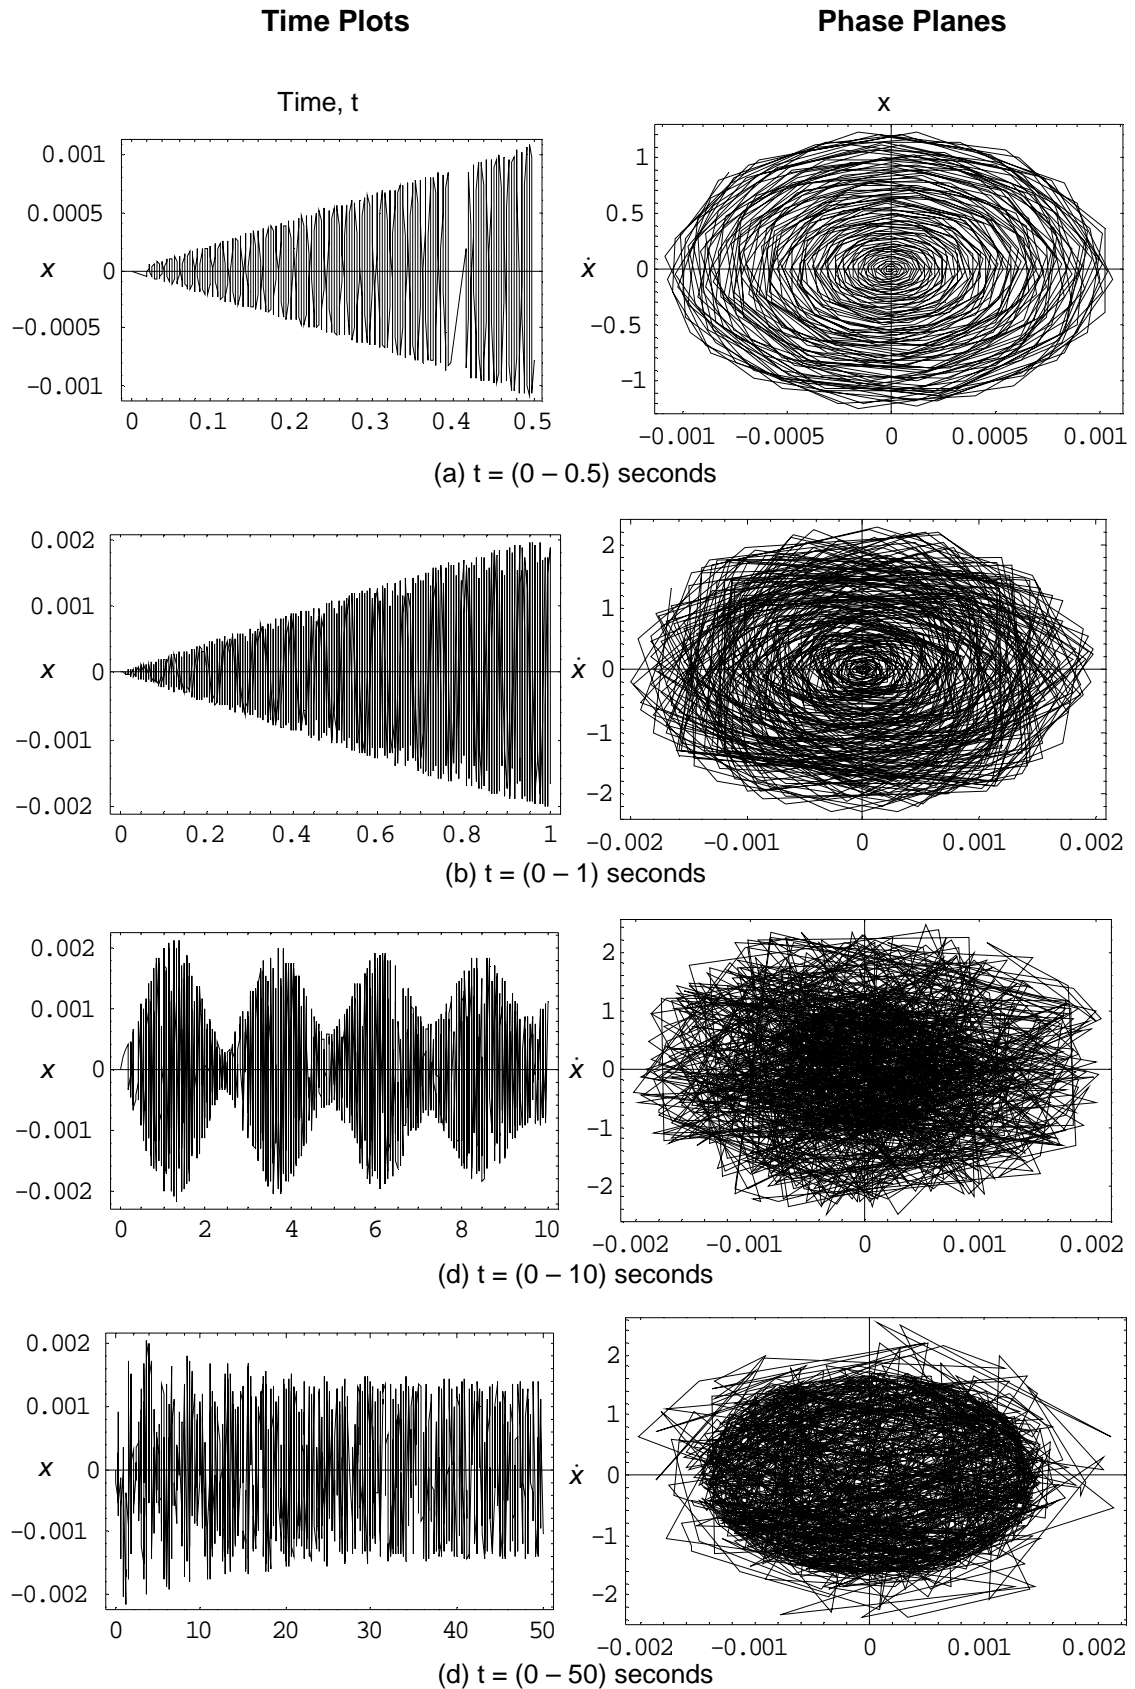 Time Plots
Phase Planes
Time, t
x
0.001
0.0005
x 0
−0.0005
−0.001
0 0.1 0.2 0.3 0.4 0.5
1
0.5
ẋ 0
−0.5
−1
−0.001 −0.0005 0 0.0005 0.001
(a) t = (0 – 0.5) seconds
0.002
0.001
x 0
−0.001
−0.002
0 0.2 0.4 0.6 0.8 1
2
1
ẋ 0
−1
−2
−0.002 −0.001 0 0.001 0.002
(b) t = (0 – 1) seconds
0.002
0.001
x 0
−0.001
−0.002
0 2 4 6 8 10
2
1
ẋ 0
−1
−2
−0.002 −0.001 0 0.001 0.002
(d) t = (0 – 10) seconds
0.002
0.001
x 0
−0.001
−0.002
0 10 20 30 40 50
2
1
ẋ 0
−1
−2
−0.002 −0.001 0 0.001 0.002
(d) t = (0 – 50) seconds